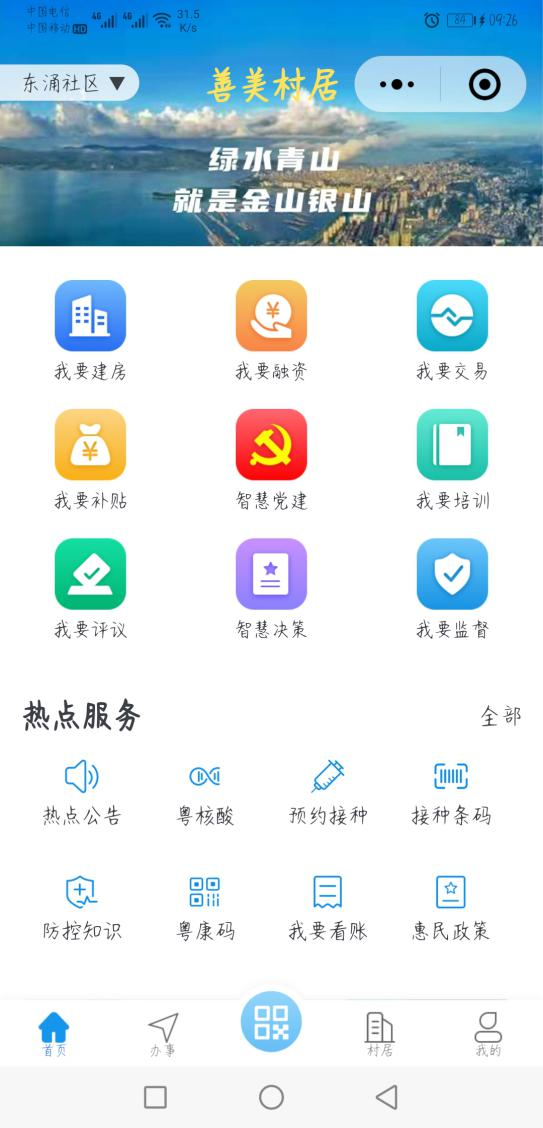 中国电信 4G 4G 31.5
中国移动HD K/s
84 09:26
东涌社区 ▼
善美村居
绿水青山
就是金山银山
我要建房 我要融资 我要交易
我要补贴 智慧党建 我要培训
我要评议 智慧决策 我要监督
热点服务 全部
热点公告 粤核酸 预约接种 接种条码
防控知识 粤康码 我要看账 惠民政策
首页 办事 村居 我的